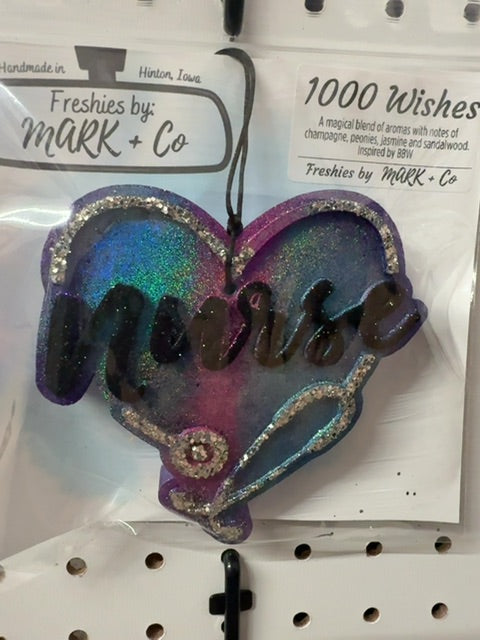 Handmade in Hinton, Iowa
Freshies by:
MARK + Co
1000 Wishes
A magical blend of aromas with notes of
champagne, peonies, jasmine and sandalwood.
Inspired by BBW
Freshies by MARK + Co
nurse